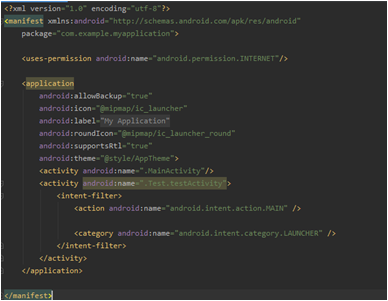 <?xml version="1.0" encoding="utf-8"?>
<manifest xmlns:android="http://schemas.android.com/apk/res/android"
package="com.example.myapplication">
<uses-permission android:name="android.permission.INTERNET"/>
<application
android:allowBackup="true"
android:icon="@mipmap/ic_launcher"
android:label="My Application"
android:roundIcon="@mipmap/ic_launcher_round"
android:supportsRtl="true"
android:theme="@style/AppTheme">
<activity android:name=".MainActivity"/>
<activity android:name=".Test.testActivity">
<intent-filter>
<action android:name="android.intent.action.MAIN" />
<category android:name="android.intent.category.LAUNCHER" />
</intent-filter>
</activity>
</application>
</manifest>